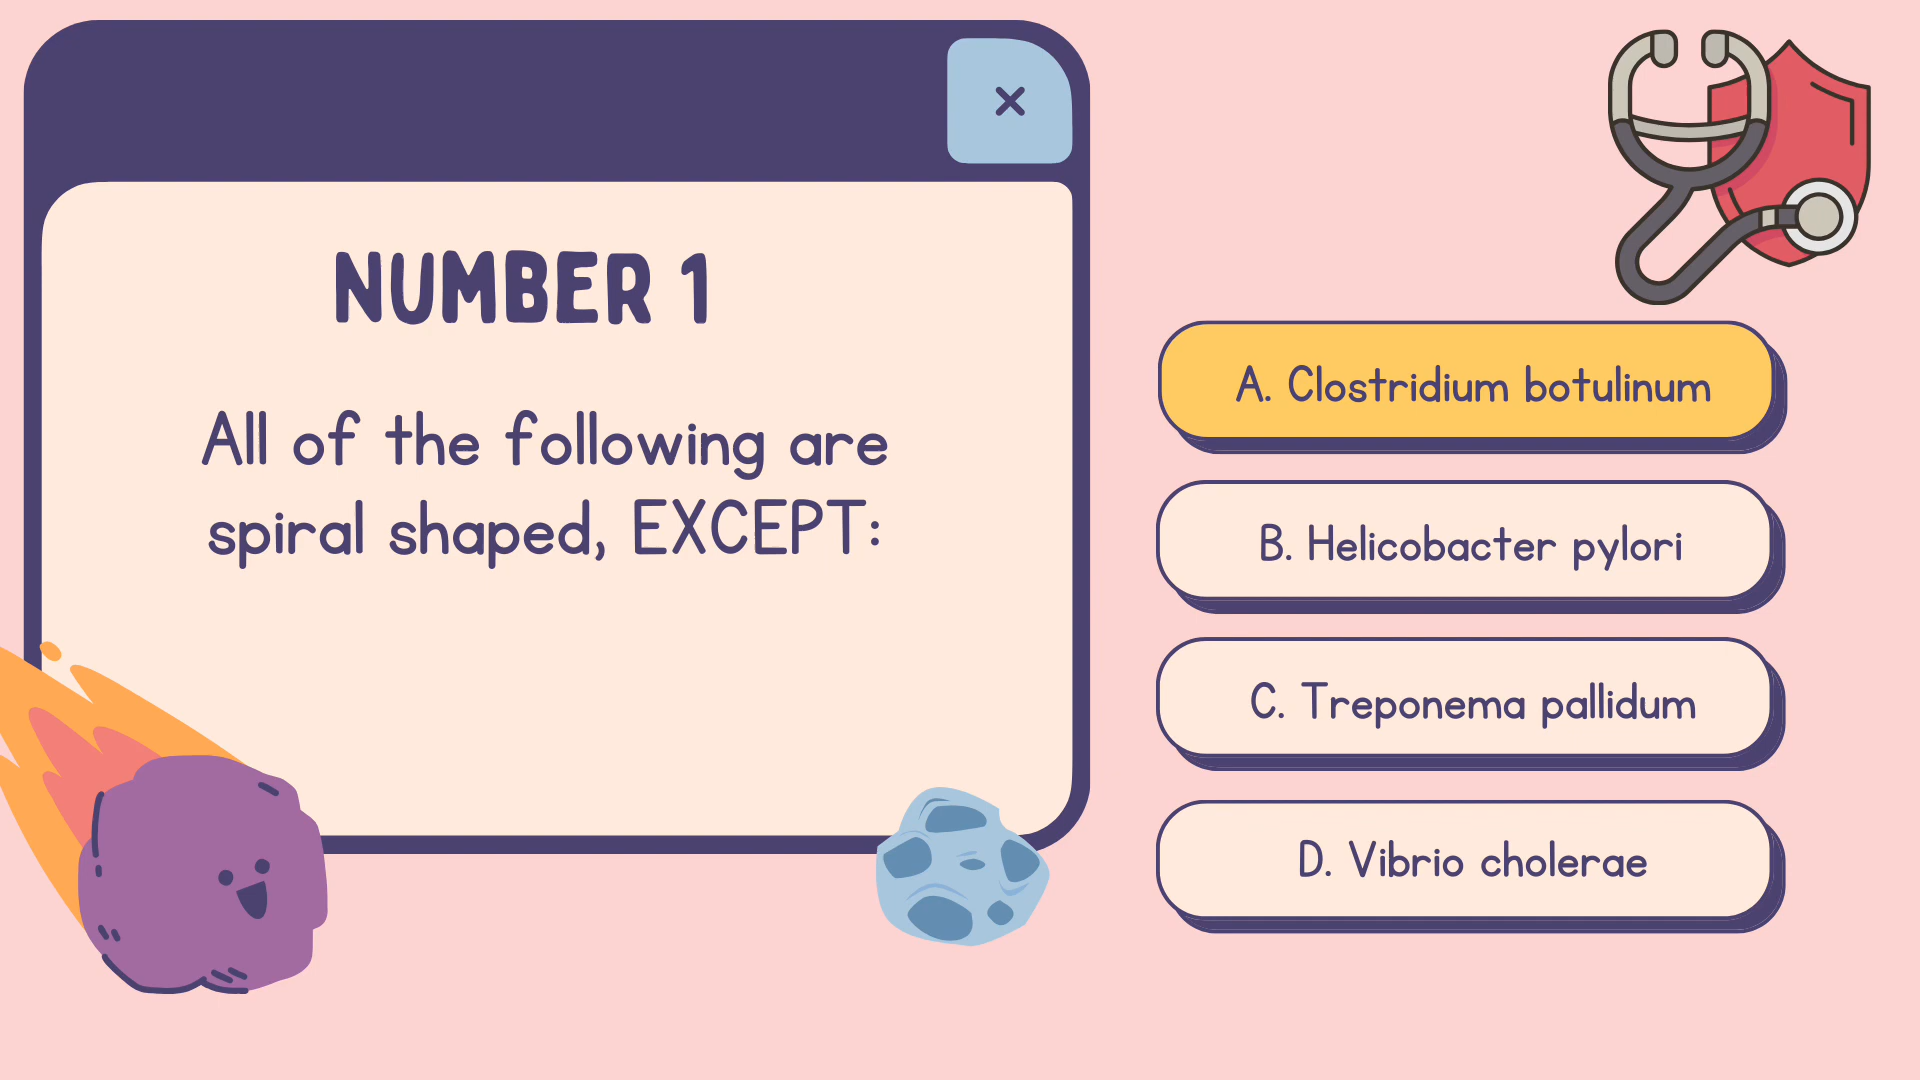 NUMBER 1
All of the following are
spiral shaped, EXCEPT:
A. Clostridium botulinum
B. Helicobacter pylori
C. Treponema pallidum
D. Vibrio cholerae